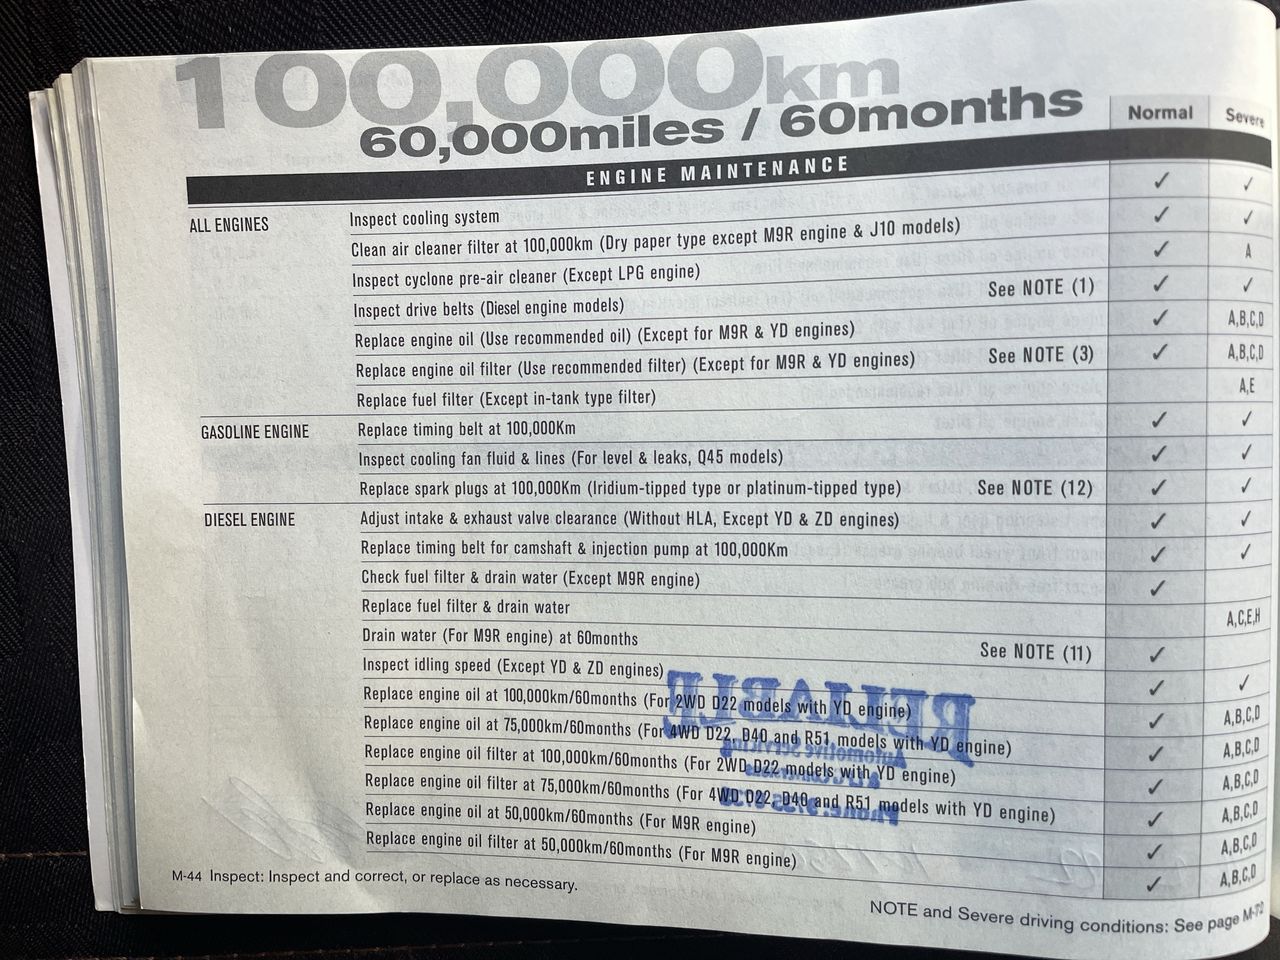 100,000km
60,000miles / 60months
Normal Severe
ENGINE MAINTENANCE
ALL ENGINES Inspect cooling system ✓ ✓
Clean air cleaner filter at 100,000km (Dry paper type except M9R engine & J10 models) ✓ ✓
Inspect cyclone pre-air cleaner (Except LPG engine) ✓ A
Inspect drive belts (Diesel engine models) See NOTE (1) ✓ ✓
Replace engine oil (Use recommended oil) (Except for M9R & YD engines) ✓ A,B,C,D
Replace engine oil filter (Use recommended filter) (Except for M9R & YD engines) See NOTE (3) ✓ A,B,C,D
Replace fuel filter (Except in-tank type filter) A,E
GASOLINE ENGINE Replace timing belt at 100,000Km ✓ ✓
Inspect cooling fan fluid & lines (For level & leaks, Q45 models) ✓ ✓
Replace spark plugs at 100,000Km (Iridium-tipped type or platinum-tipped type) See NOTE (12) ✓ ✓
DIESEL ENGINE Adjust intake & exhaust valve clearance (Without HLA, Except YD & ZD engines) ✓ ✓
Replace timing belt for camshaft & injection pump at 100,000Km ✓ ✓
Check fuel filter & drain water (Except M9R engine) ✓
Replace fuel filter & drain water A,C,E,H
Drain water (For M9R engine) at 60months See NOTE (11) ✓
Inspect idling speed (Except YD & ZD engines) ✓ ✓
Replace engine oil at 100,000km/60months (For 2WD D22 models with YD engine) ✓ A,B,C,D
Replace engine oil at 75,000km/60months (For 4WD D22, D40 and R51 models with YD engine) ✓ A,B,C,D
Replace engine oil filter at 100,000km/60months (For 2WD D22 models with YD engine) ✓ A,B,C,D
Replace engine oil filter at 75,000km/60months (For 4WD D22, D40 and R51 models with YD engine) ✓ A,B,C,D
Replace engine oil at 50,000km/60months (For M9R engine) ✓ A,B,C,D
Replace engine oil filter at 50,000km/60months (For M9R engine) ✓ A,B,C,D
RELIABLE
Automotive Servicing
M-44 Inspect: Inspect and correct, or replace as necessary.
NOTE and Severe driving conditions: See page